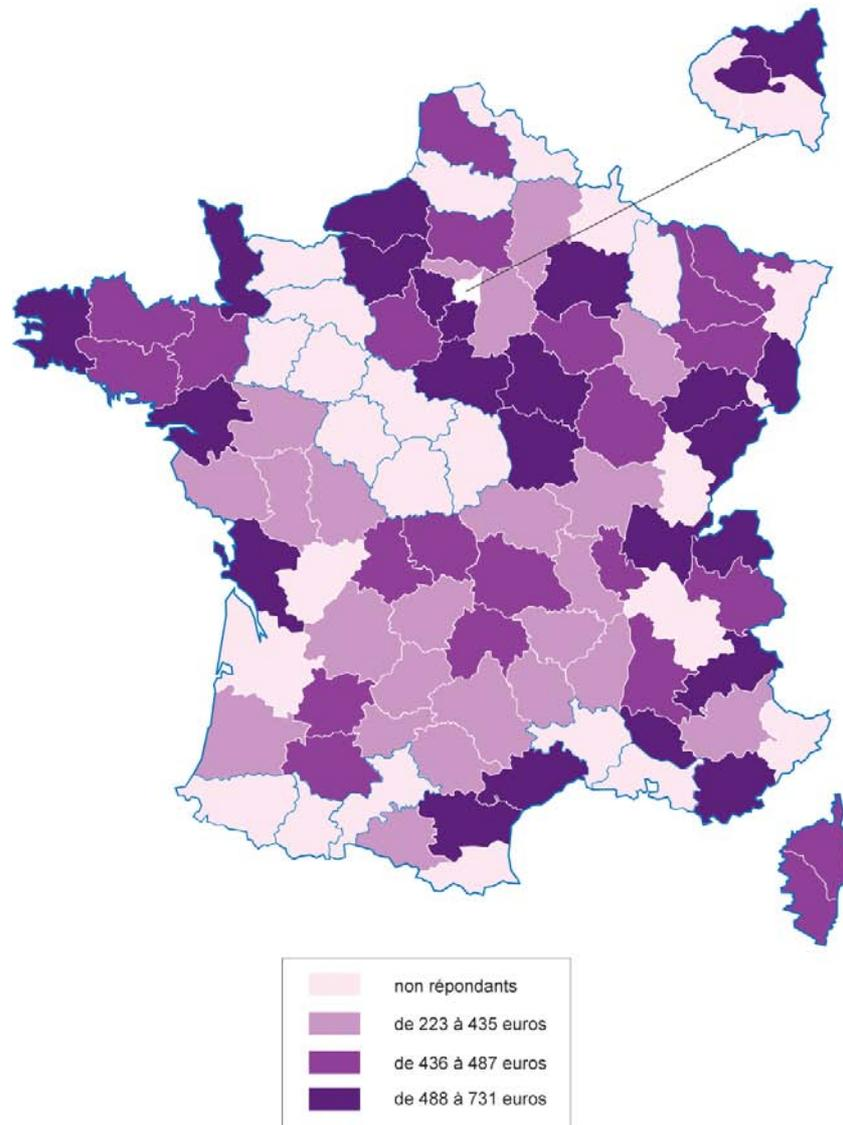 non répondants
de 223 à 435 euros
de 436 à 487 euros
de 488 à 731 euros